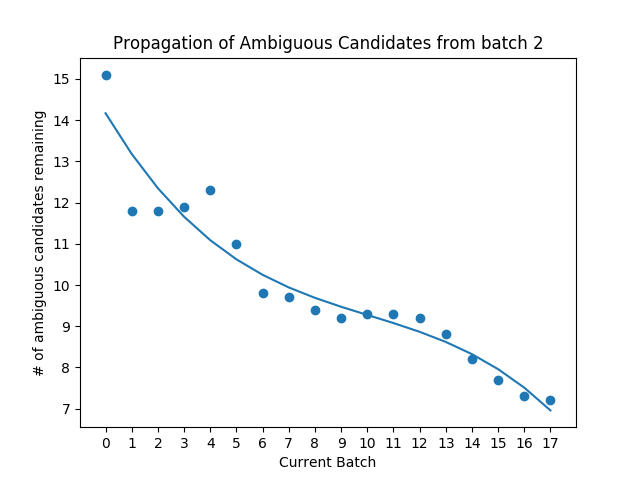 Propagation of Ambiguous Candidates from batch 2
# of ambiguous candidates remaining
15
14
13
12
11
10
9
8
7
0 1 2 3 4 5 6 7 8 9 10 11 12 13 14 15 16 17
Current Batch